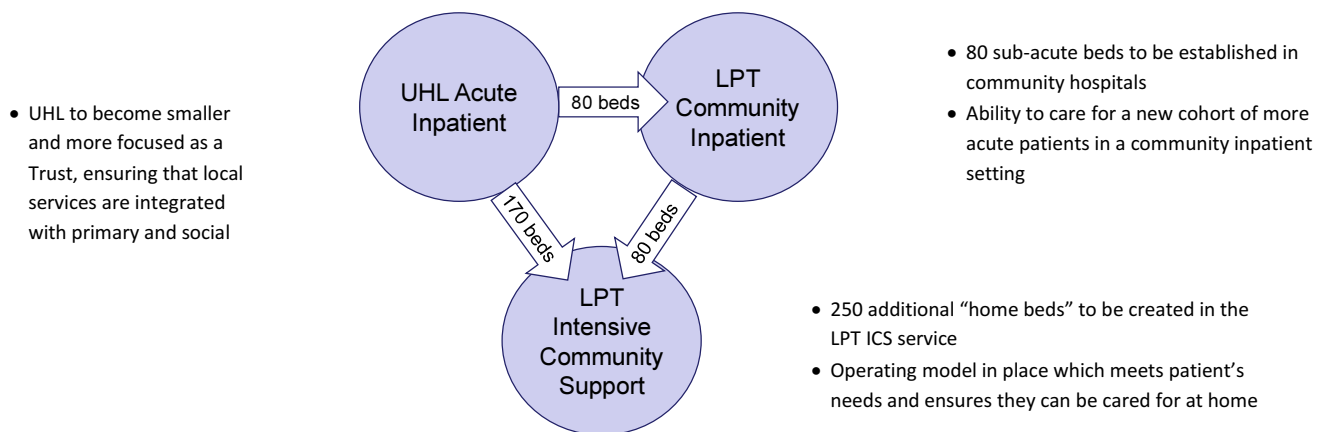 • UHL to become smaller
and more focused as a
Trust, ensuring that local
services are integrated
with primary and social
UHL Acute
Inpatient
80 beds
LPT
Community
Inpatient
• 80 sub-acute beds to be established in
community hospitals
• Ability to care for a new cohort of more
acute patients in a community inpatient
setting
170 beds
80 beds
LPT
Intensive
Community
Support
• 250 additional “home beds” to be created in the
LPT ICS service
• Operating model in place which meets patient’s
needs and ensures they can be cared for at home